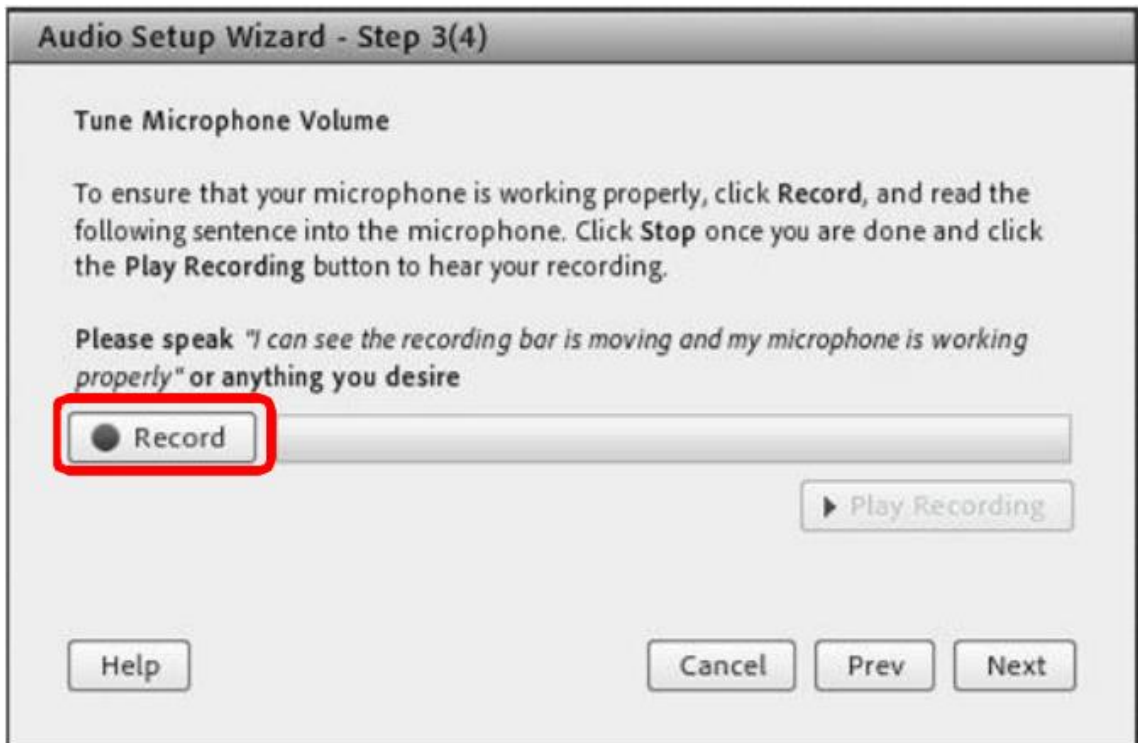 Audio Setup Wizard - Step 3(4)
Tune Microphone Volume
To ensure that your microphone is working properly, click Record, and read the
following sentence into the microphone. Click Stop once you are done and click
the Play Recording button to hear your recording.
Please speak "I can see the recording bar is moving and my microphone is working
properly" or anything you desire
Record
Play Recording
Help
Cancel
Prev
Next